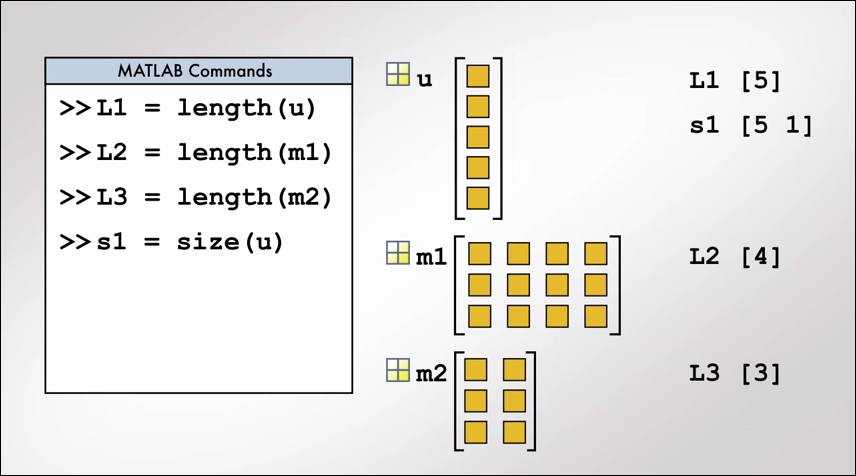 MATLAB Commands
>>L1 = length(u)
>>L2 = length(m1)
>>L3 = length(m2)
>>s1 = size(u)
u
L1 [5]
s1 [5 1]
m1
L2 [4]
m2
L3 [3]